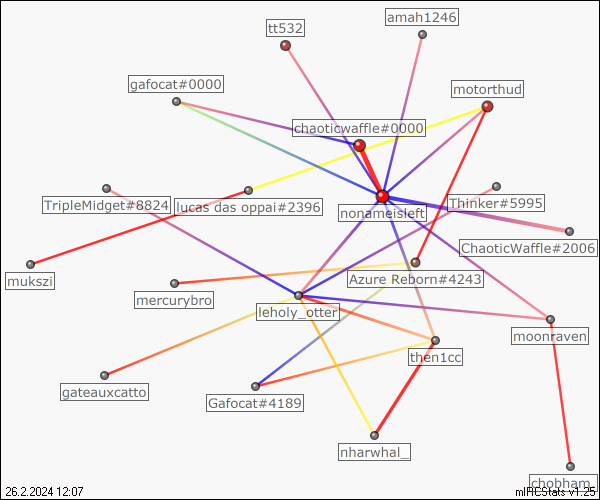 amah1246
tt532
gafocat#0000
motorthud
chaoticwaffle#0000
TripleMidget#8824
lucas das oppai#2396
nonameisleft
Thinker#5995
ChaoticWaffle#2006
mukszi
mercurybro
Azure Reborn#4243
leholy_otter
moonraven
then1cc
gateauxcatto
Gafocat#4189
nharwhal_
chobham_
26.2.2024 12:07
mIRCStats v1.25